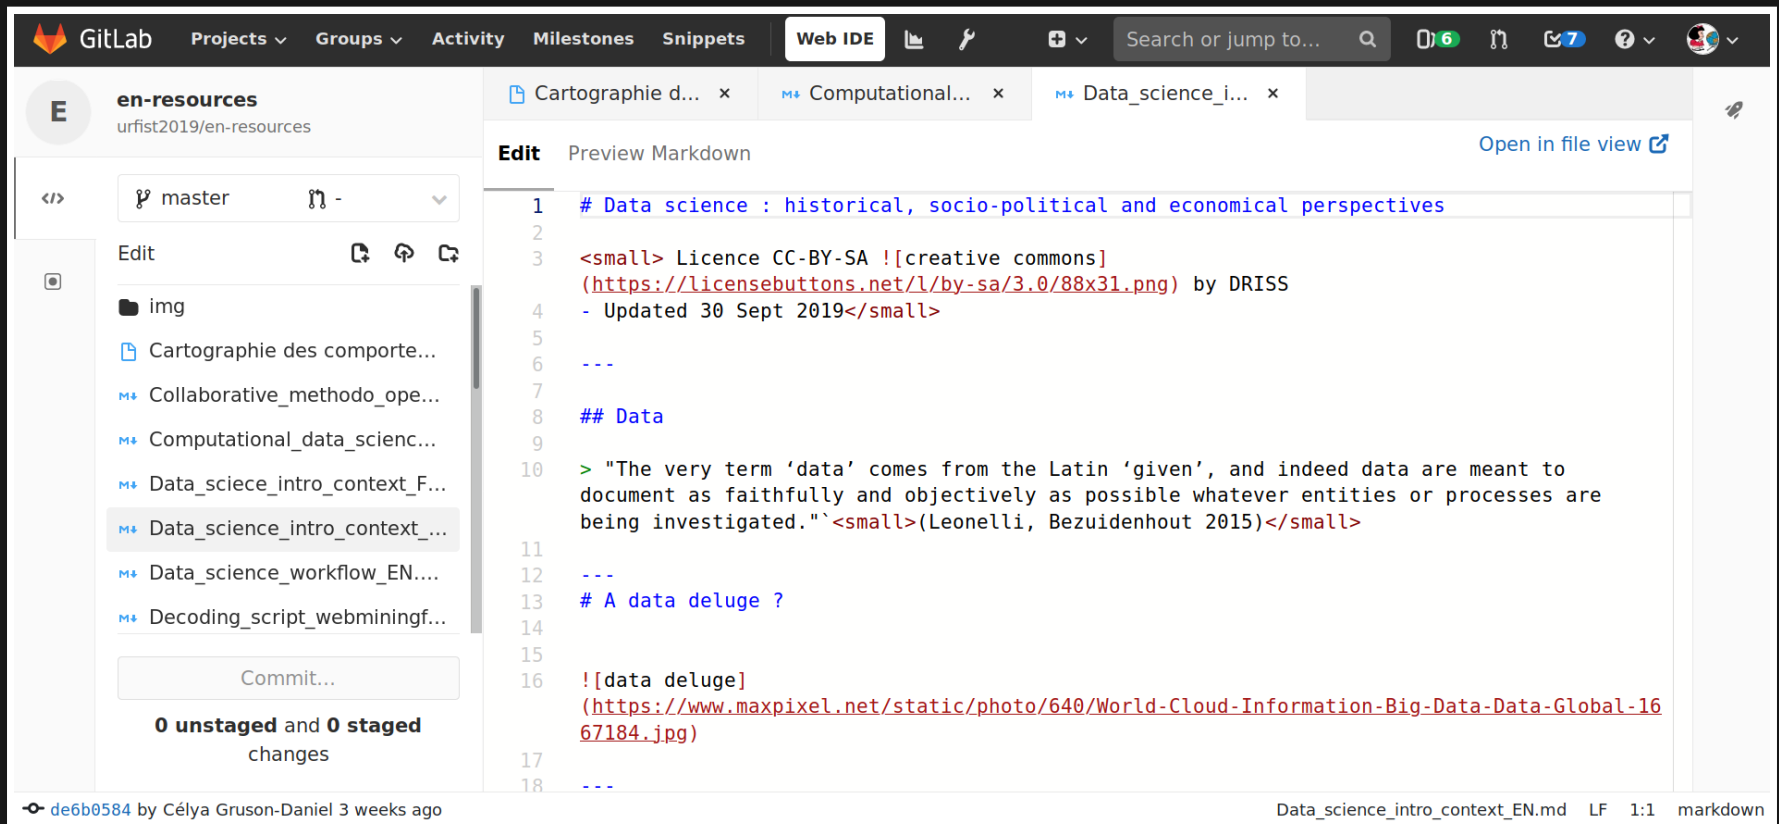 GitLab Projects Groups Activity Milestones Snippets Web IDE Search or jump to... 6 7
E en-resources
urfist2019/en-resources
Cartographie d... Computational... Data_science_i...
Edit Preview Markdown Open in file view
master -
Edit
img
Cartographie des comporte...
Collaborative_methodo_ope...
Computational_data_scienc...
Data_sciece_intro_context_F...
Data_science_intro_context_...
Data_science_workflow_EN....
Decoding_script_webminingf...
Commit...
0 unstaged and 0 staged
changes
1 # Data science : historical, socio-political and economical perspectives
2
3 <small> Licence CC-BY-SA ![creative commons]
(https://licensebuttons.net/l/by-sa/3.0/88x31.png) by DRISS
4 - Updated 30 Sept 2019</small>
5
6 ---
7
8 ## Data
9
10 > "The very term ‘data’ comes from the Latin ‘given’, and indeed data are meant to
document as faithfully and objectively as possible whatever entities or processes are
being investigated."`<small>(Leonelli, Bezuidenhout 2015)</small>
11
12 ---
13 # A data deluge ?
14
15
16 ![data deluge]
(https://www.maxpixel.net/static/photo/640/World-Cloud-Information-Big-Data-Data-Global-16
67184.jpg)
17
18 ---
de6b0584 by Célya Gruson-Daniel 3 weeks ago Data_science_intro_context_EN.md LF 1:1 markdown